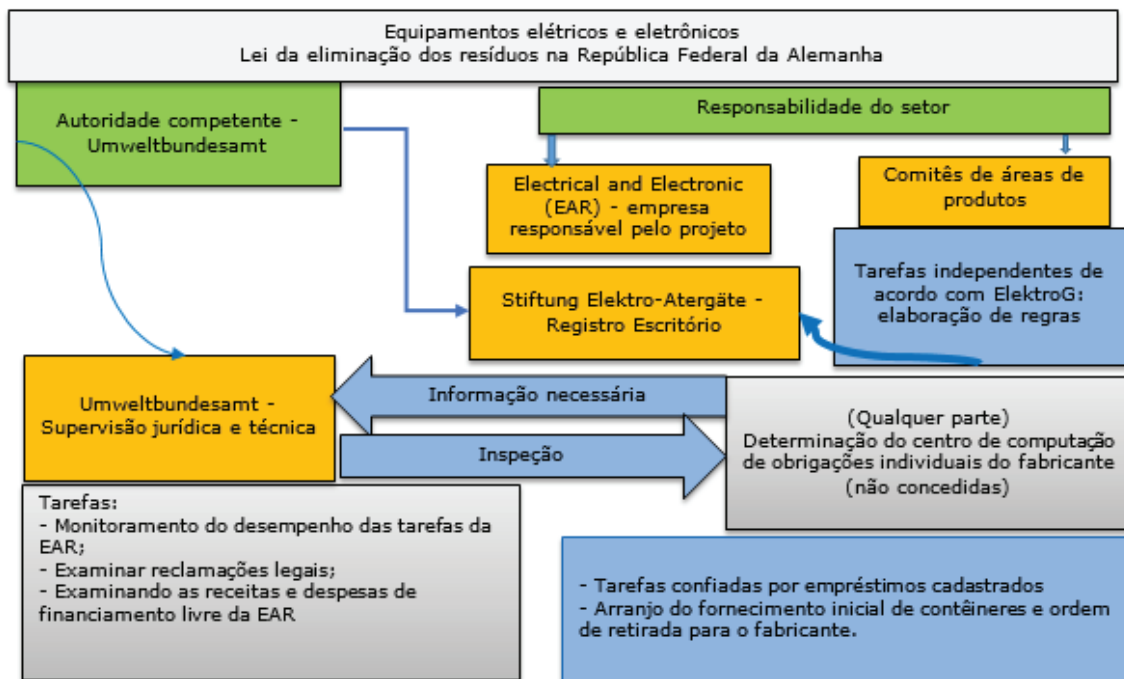 Equipamentos elétricos e eletrônicos
Lei da eliminação dos resíduos na República Federal da Alemanha
Autoridade competente -
Umweltbundesamt
Responsabilidade do setor
Electrical and Electronic
(EAR) - empresa
responsável pelo projeto
Comitês de áreas de
produtos
Tarefas independentes de
acordo com ElektroG:
elaboração de regras
Stiftung Elektro-Atergäte -
Registro Escritório
Umweltbundesamt -
Supervisão jurídica e técnica
Informação necessária
Inspeção
(Qualquer parte)
Determinação do centro de computação
de obrigações individuais do fabricante
(não concedidas)
Tarefas:
- Monitoramento do desempenho das tarefas da
EAR;
- Examinar reclamações legais;
- Examinando as receitas e despesas de
financiamento livre da EAR
- Tarefas confiadas por empréstimos cadastrados
- Arranjo do fornecimento inicial de contêineres e ordem
de retirada para o fabricante.